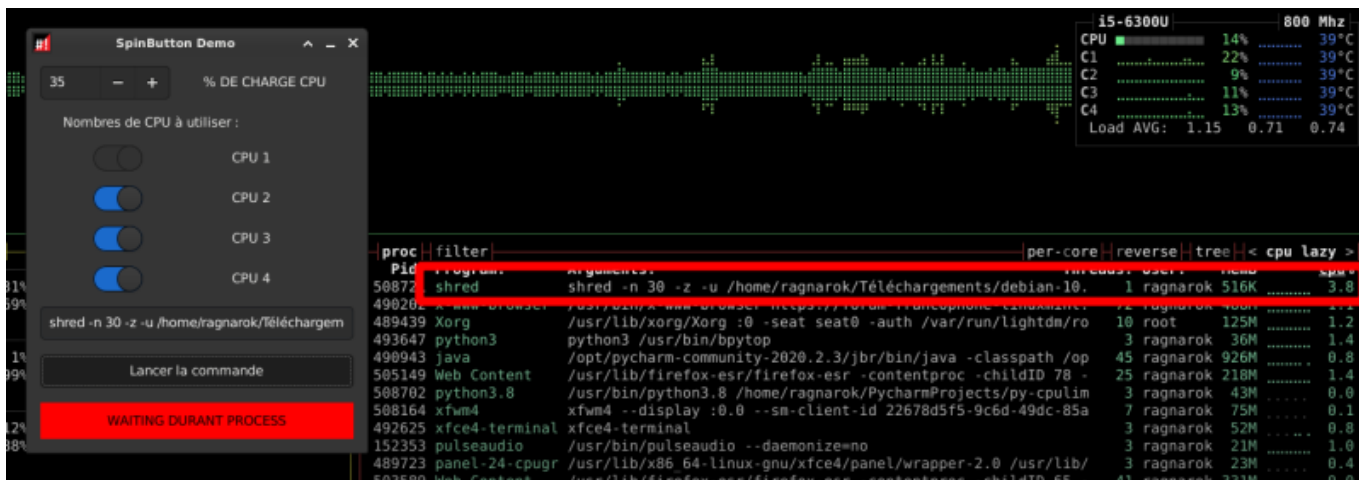 SpinButton Demo
35 − + % DE CHARGE CPU
Nombres de CPU à utiliser :
CPU 1
CPU 2
CPU 3
CPU 4
shred -n 30 -z -u /home/ragnarok/Téléchargem
Lancer la commande
WAITING DURANT PROCESS
i5-6300U 800 Mhz
CPU 14% 39°C
C1 22% 39°C
C2 9% 39°C
C3 11% 39°C
C4 13% 39°C
Load AVG: 1.15 0.71 0.74
proc filter per-core reverse tree < cpu lazy >
Pid Program: Arguments: Threads: User: MemB Cpu%
shred shred -n 30 -z -u /home/ragnarok/Téléchargements/debian-10. 1 ragnarok 516K 3.8
489439 Xorg /usr/lib/xorg/Xorg :0 -seat seat0 -auth /var/run/lightdm/ro 10 root 125M 1.2
493647 python3 python3 /usr/bin/bpytop 3 ragnarok 36M 1.4
490943 java /opt/pycharm-community-2020.2.3/jbr/bin/java -classpath /op 45 ragnarok 926M 0.8
505149 Web Content /usr/lib/firefox-esr/firefox-esr -contentproc -childID 78 - 25 ragnarok 218M 1.4
508702 python3.8 /usr/bin/python3.8 /home/ragnarok/PycharmProjects/py-cpulim 3 ragnarok 43M 0.0
508164 xfwm4 xfwm4 --display :0.0 --sm-client-id 22678d5f5-9c6d-49dc-85a 7 ragnarok 75M 0.1
492625 xfce4-terminal xfce4-terminal 3 ragnarok 52M 0.8
152353 pulseaudio /usr/bin/pulseaudio --daemonize=no 3 ragnarok 21M 1.0
489723 panel-24-cpugr /usr/lib/x86_64-linux-gnu/xfce4/panel/wrapper-2.0 /usr/lib/ 3 ragnarok 23M 0.4